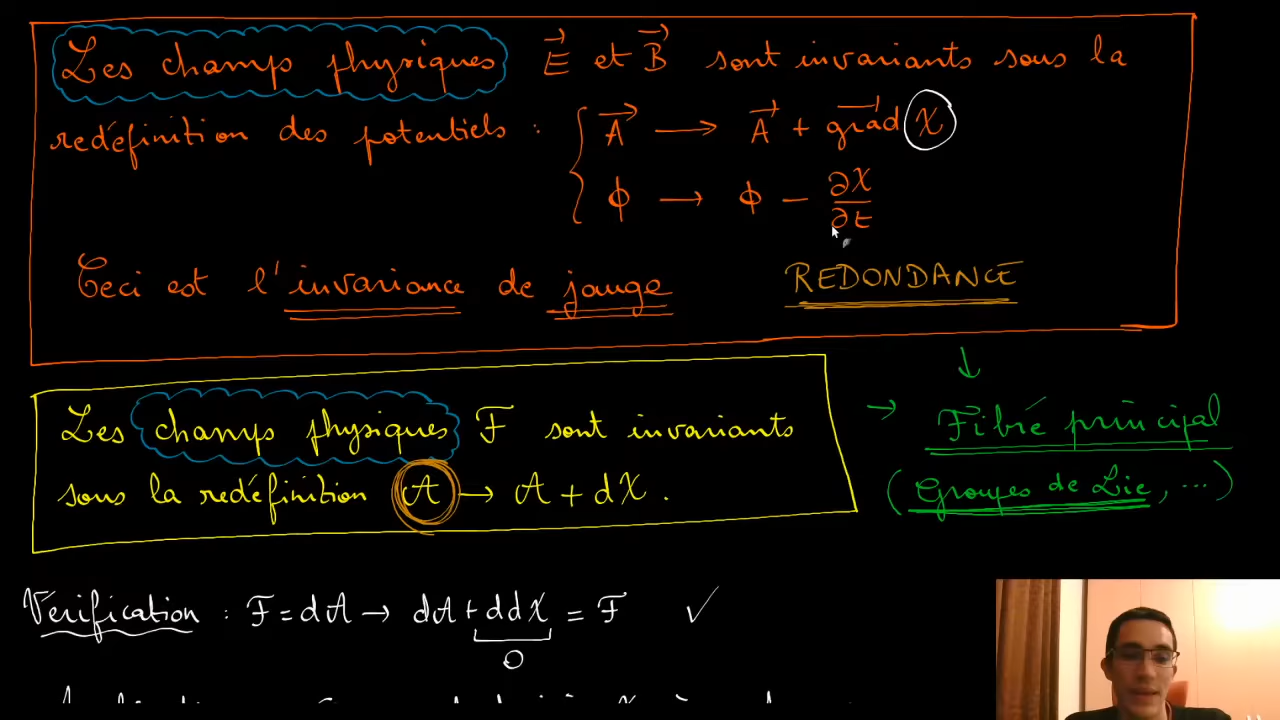 Les champs physiques E⃗ et B⃗ sont invariants sous la
redéfinition des potentiels : { A⃗ → A⃗ + grad⃗ χ
ϕ → ϕ − ∂χ/∂t
Ceci est l'invariance de jauge REDONDANCE
↓
Les champs physiques F sont invariants → Fibré principal
sous la redéfinition A → A + dχ. (Groupes de Lie, ...)
Vérification : F = dA → dA + ddχ = F ✓
0